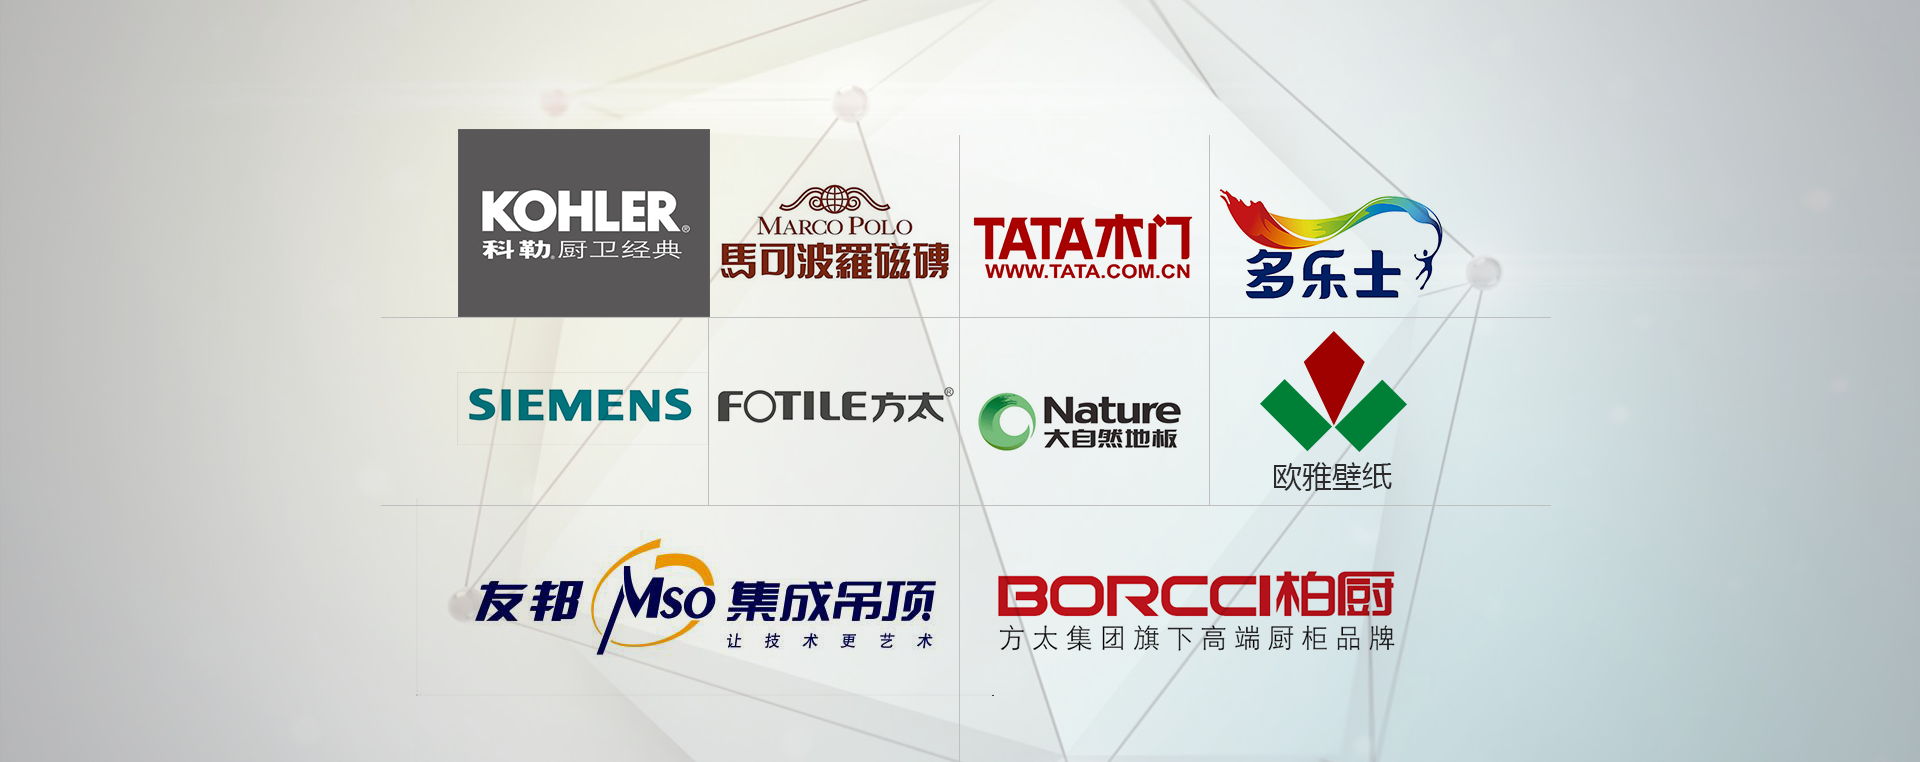 KOHLER®
科勒®厨卫经典
MARCO POLO
馬可波羅磁磚
TATA木门
WWW.TATA.COM.CN
多乐士
SIEMENS
FOTILE方太®
Nature
大自然地板
欧雅壁纸
友邦 MSO 集成吊顶
让技术更艺术
BORCCI柏厨
方太集团旗下高端厨柜品牌